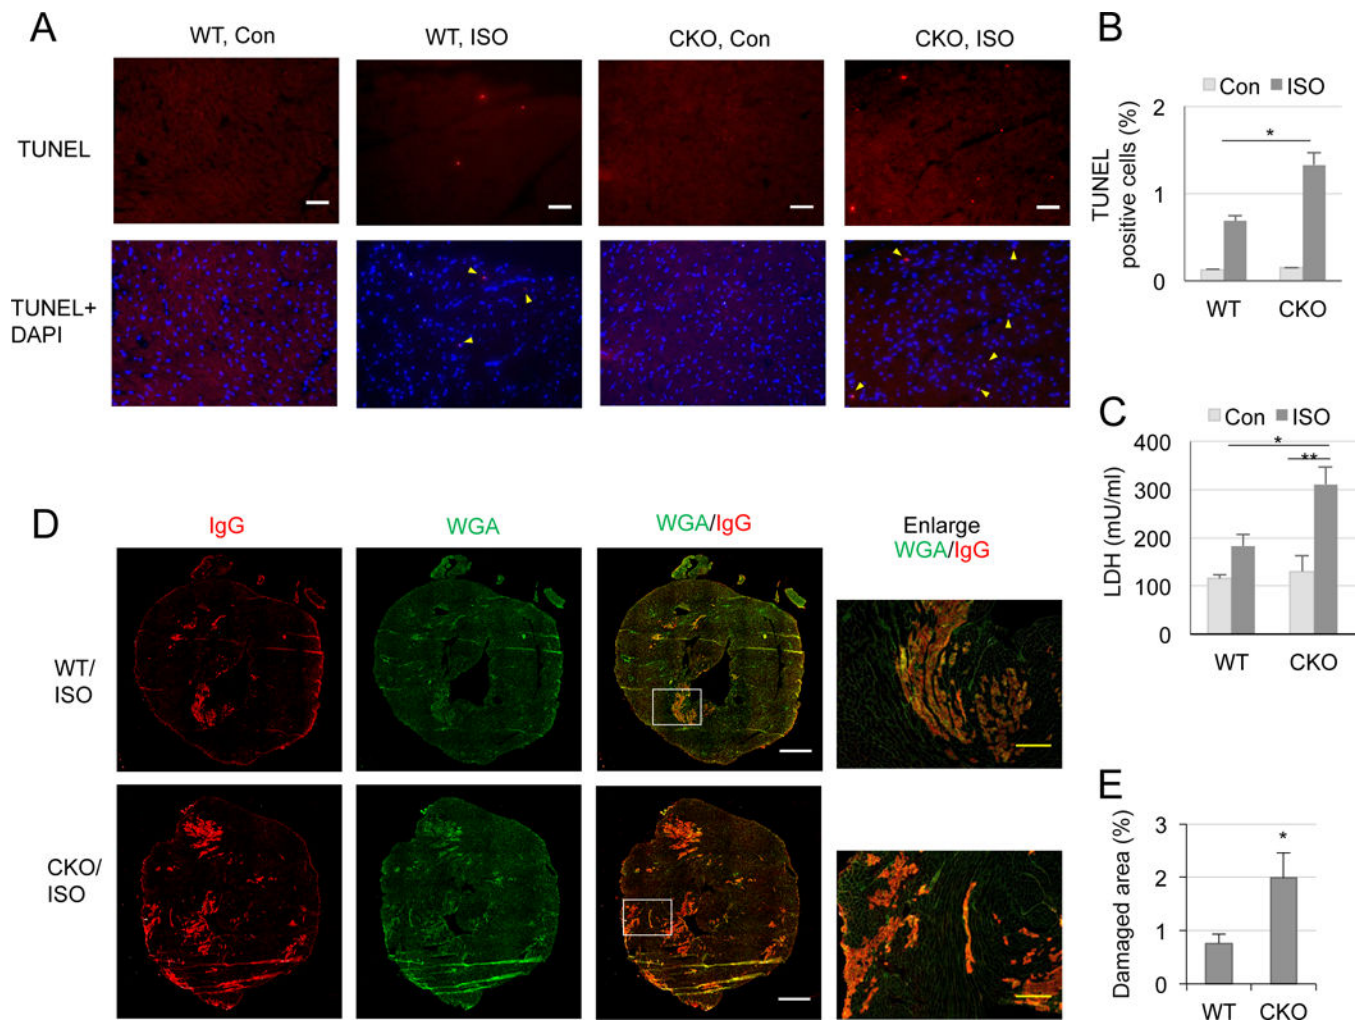 A
WT, Con
WT, ISO
CKO, Con
CKO, ISO
TUNEL
TUNEL+
DAPI
B
Con ISO
TUNEL
positive cells (%)
2
*
1
0
WT CKO
C
Con ISO
LDH (mU/ml)
400
*
**
300
200
100
0
WT CKO
D
IgG
WGA
WGA/IgG
Enlarge
WGA/IgG
WT/
ISO
CKO/
ISO
E
Damaged area (%)
3
*
2
1
0
WT CKO